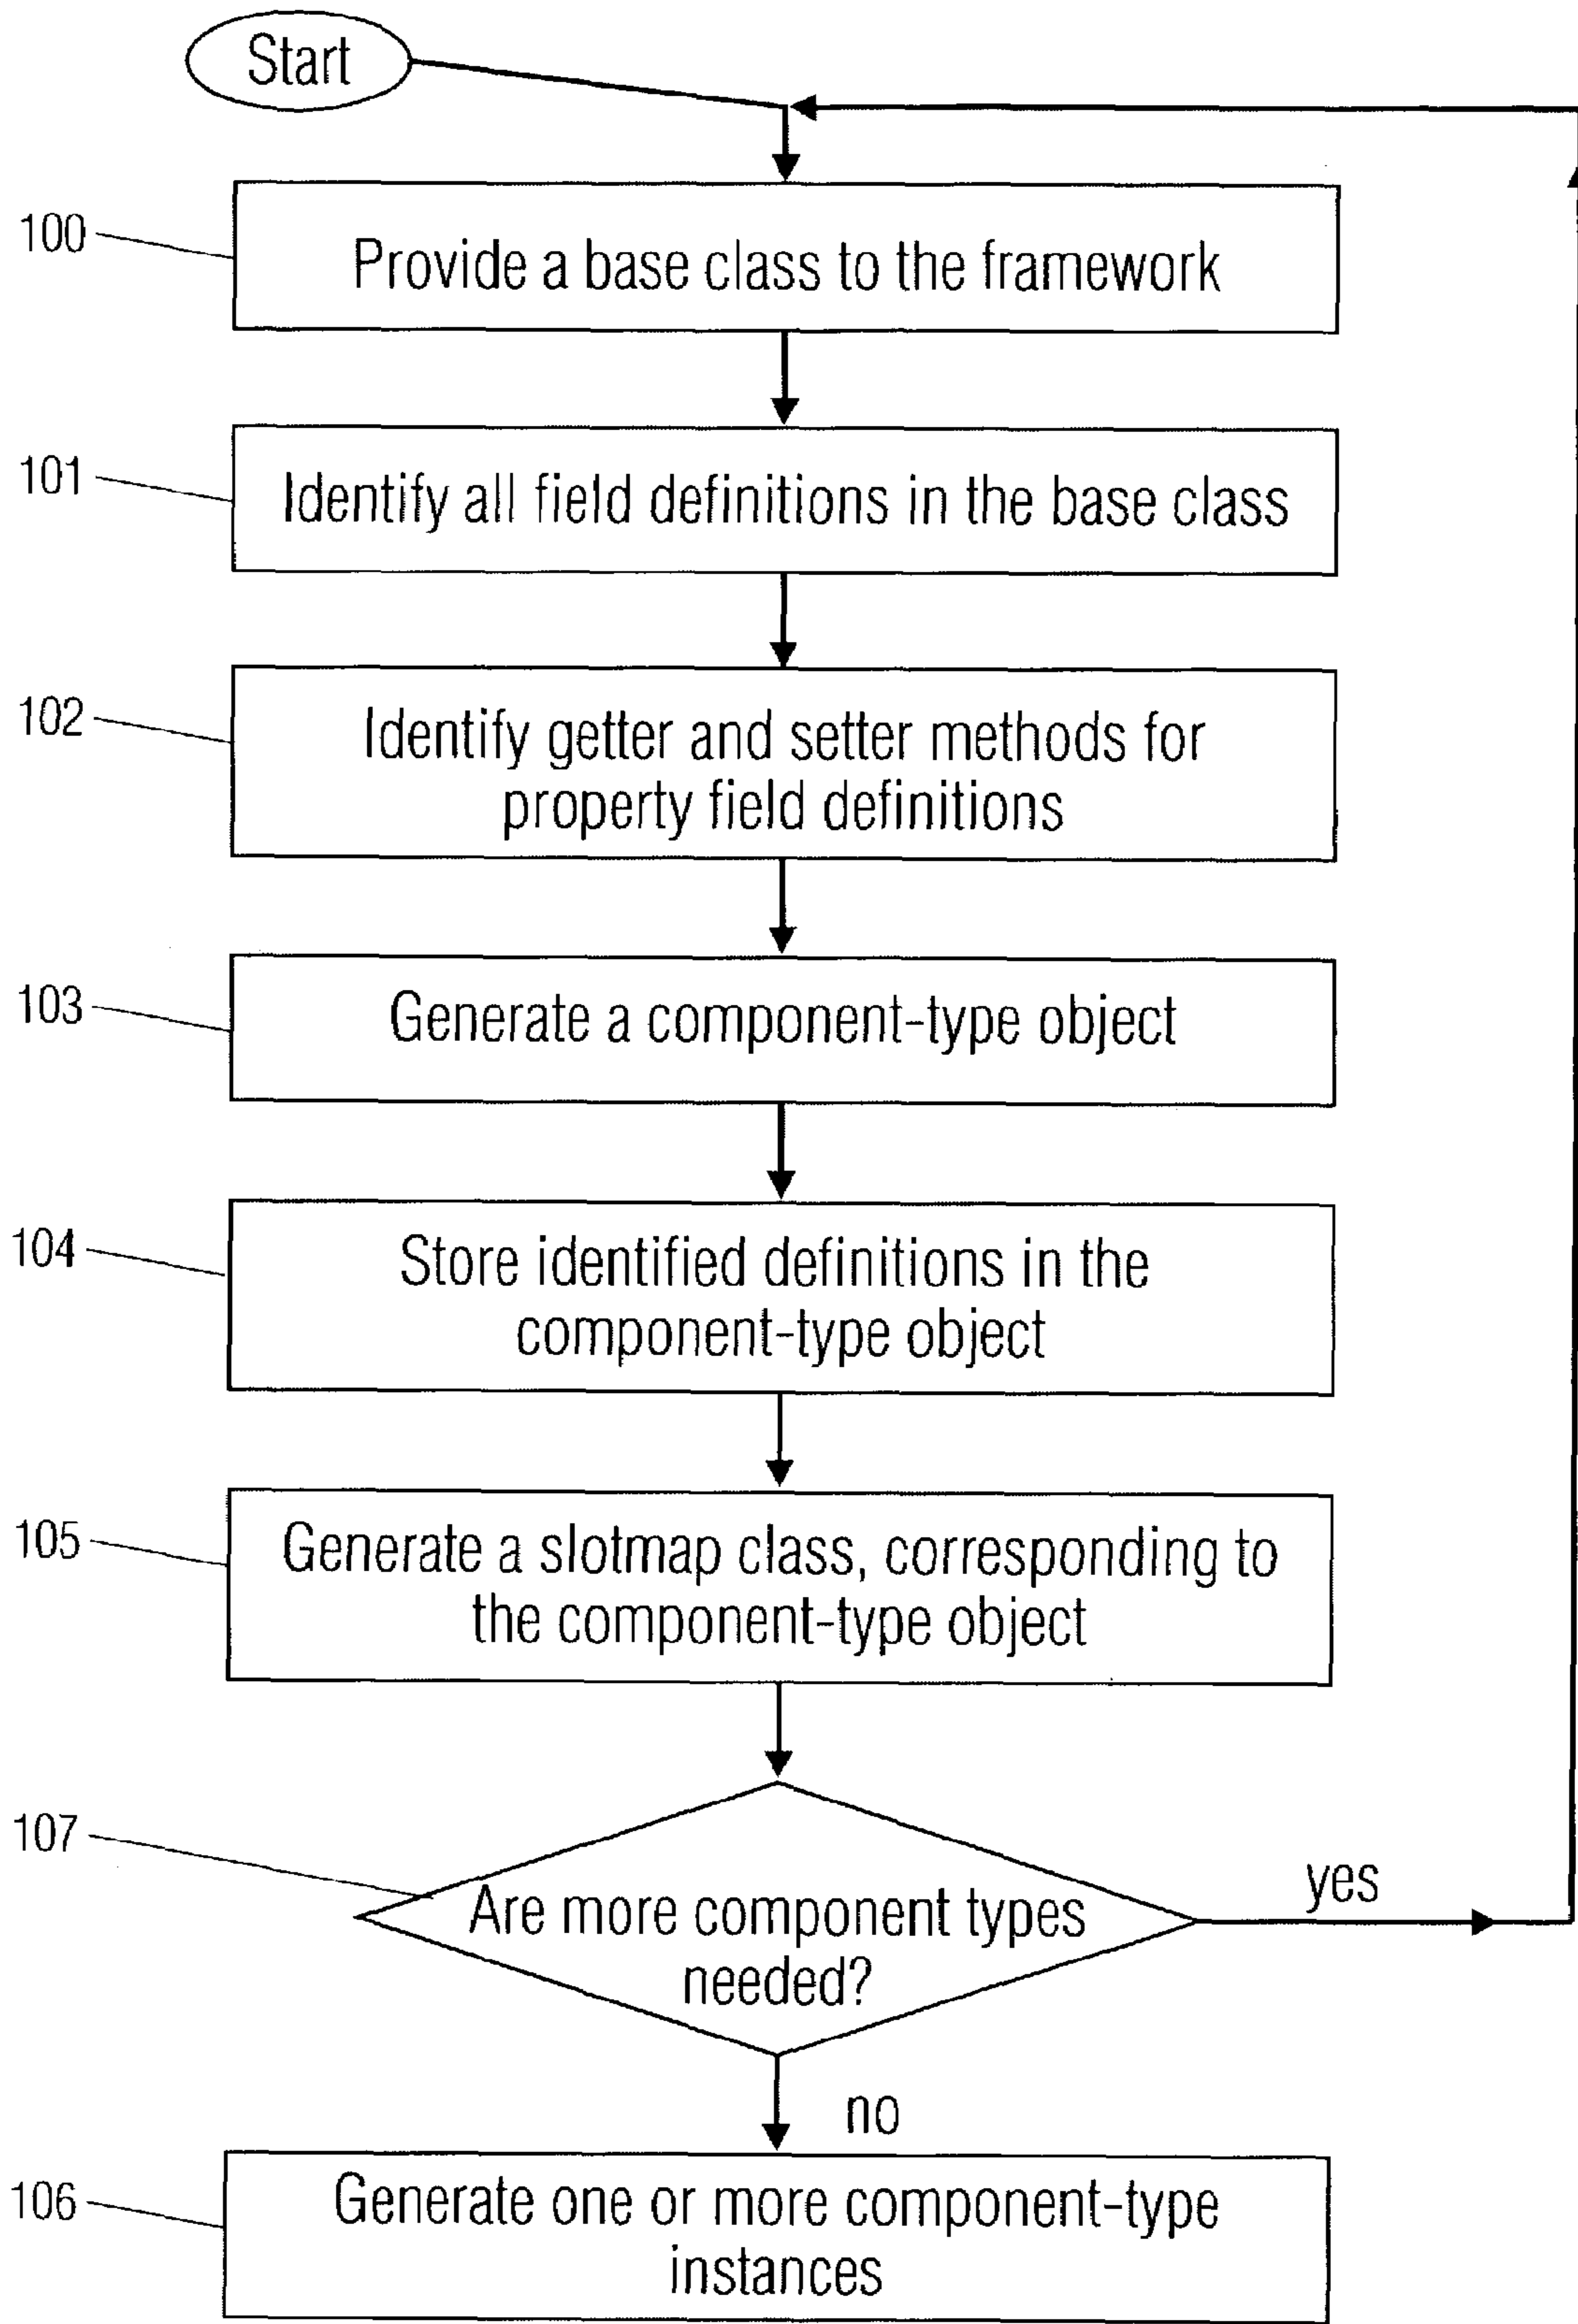 Start
100
Provide a base class to the framework
101
Identify all field definitions in the base class
102
Identify getter and setter methods for
property field definitions
103
Generate a component-type object
104
Store identified definitions in the
component-type object
105
Generate a slotmap class, corresponding to
the component-type object
107
Are more component types
needed?
yes
no
106
Generate one or more component-type
instances